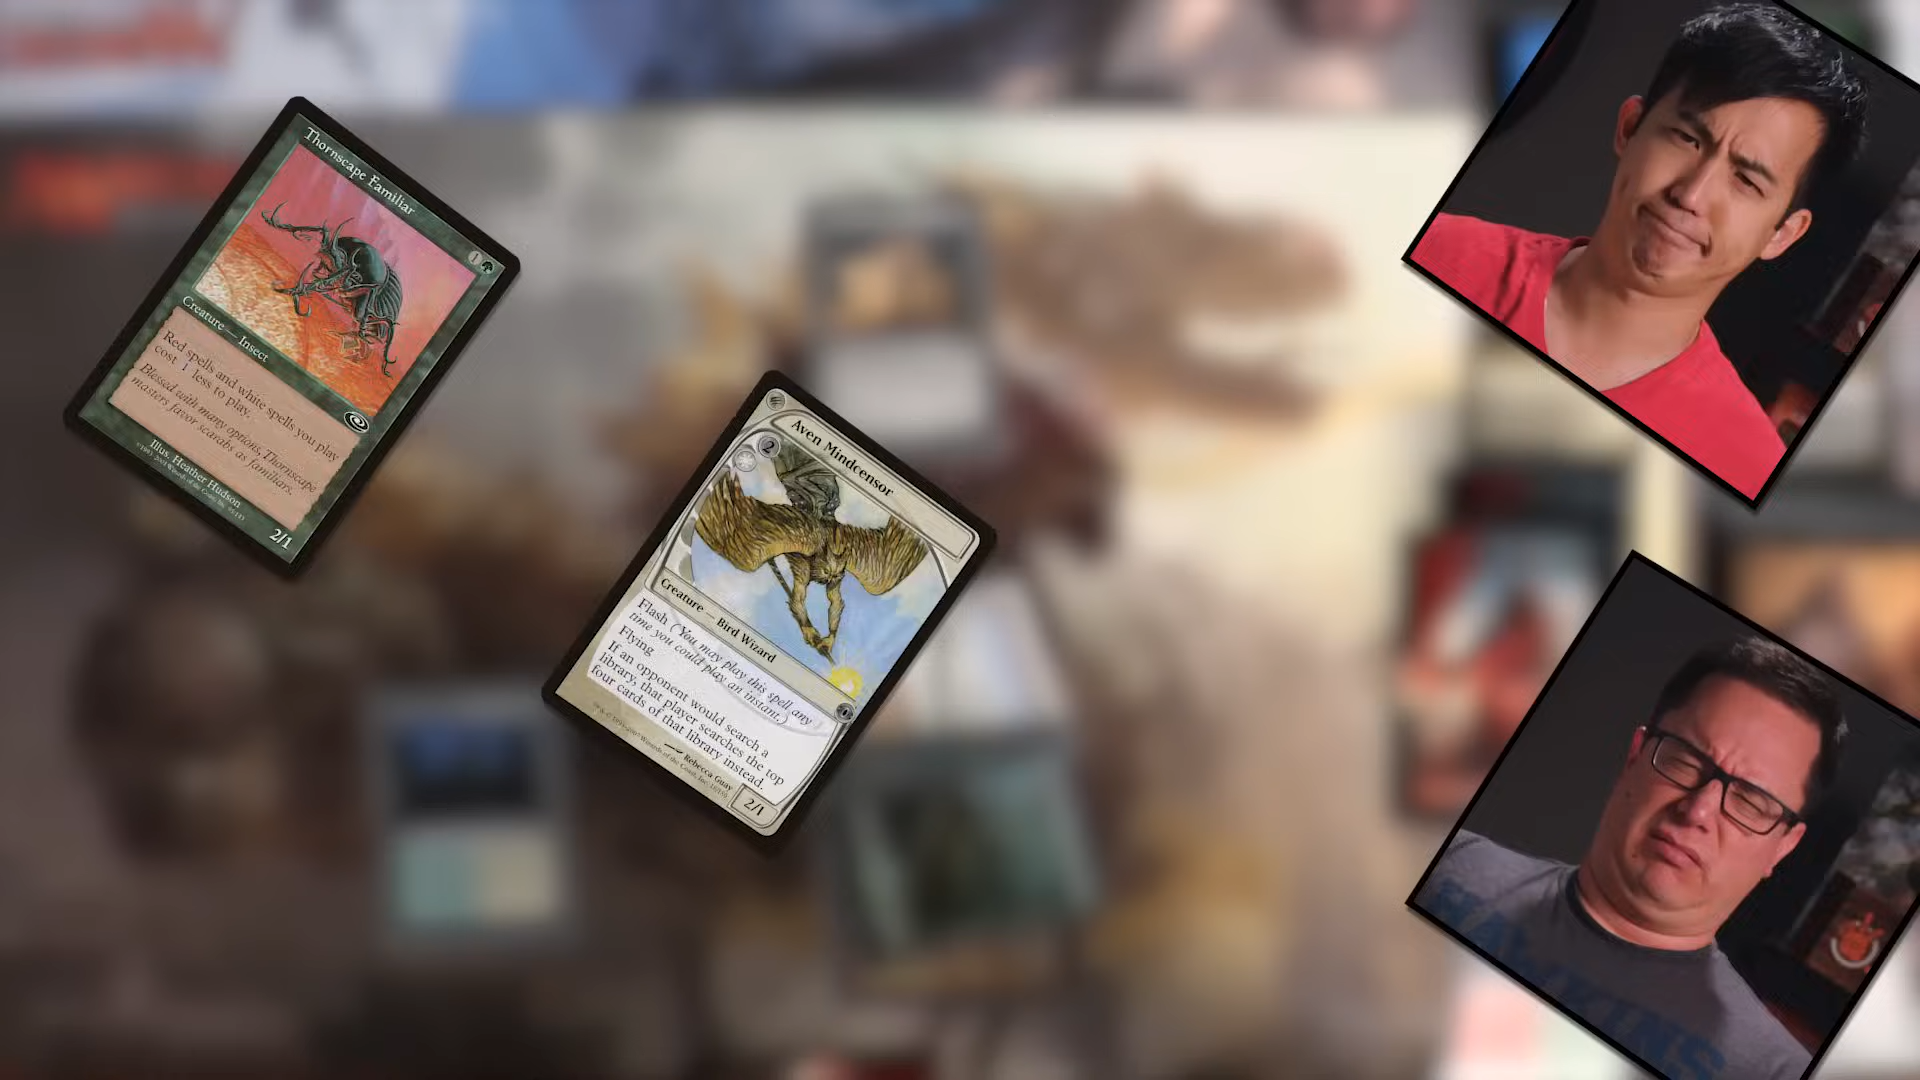 Thornscape Familiar
1
Creature — Insect
Red spells and white spells you play
cost 1 less to play.
Blessed with many options, Thornscape
masters favor scarabs as familiars.
Illus. Heather Hudson
2/1
Aven Mindcensor
2
Creature — Bird Wizard
Flash (You may play this spell any
time you could play an instant.)
Flying
If an opponent would search a
library, that player searches the top
four cards of that library instead.
Rebecca Guay
2/1